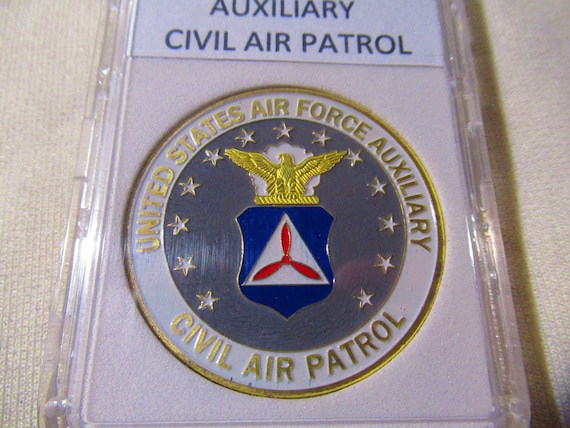 AUXILIARY
CIVIL AIR PATROL
UNITED STATES AIR FORCE AUXILIARY
CIVIL AIR PATROL